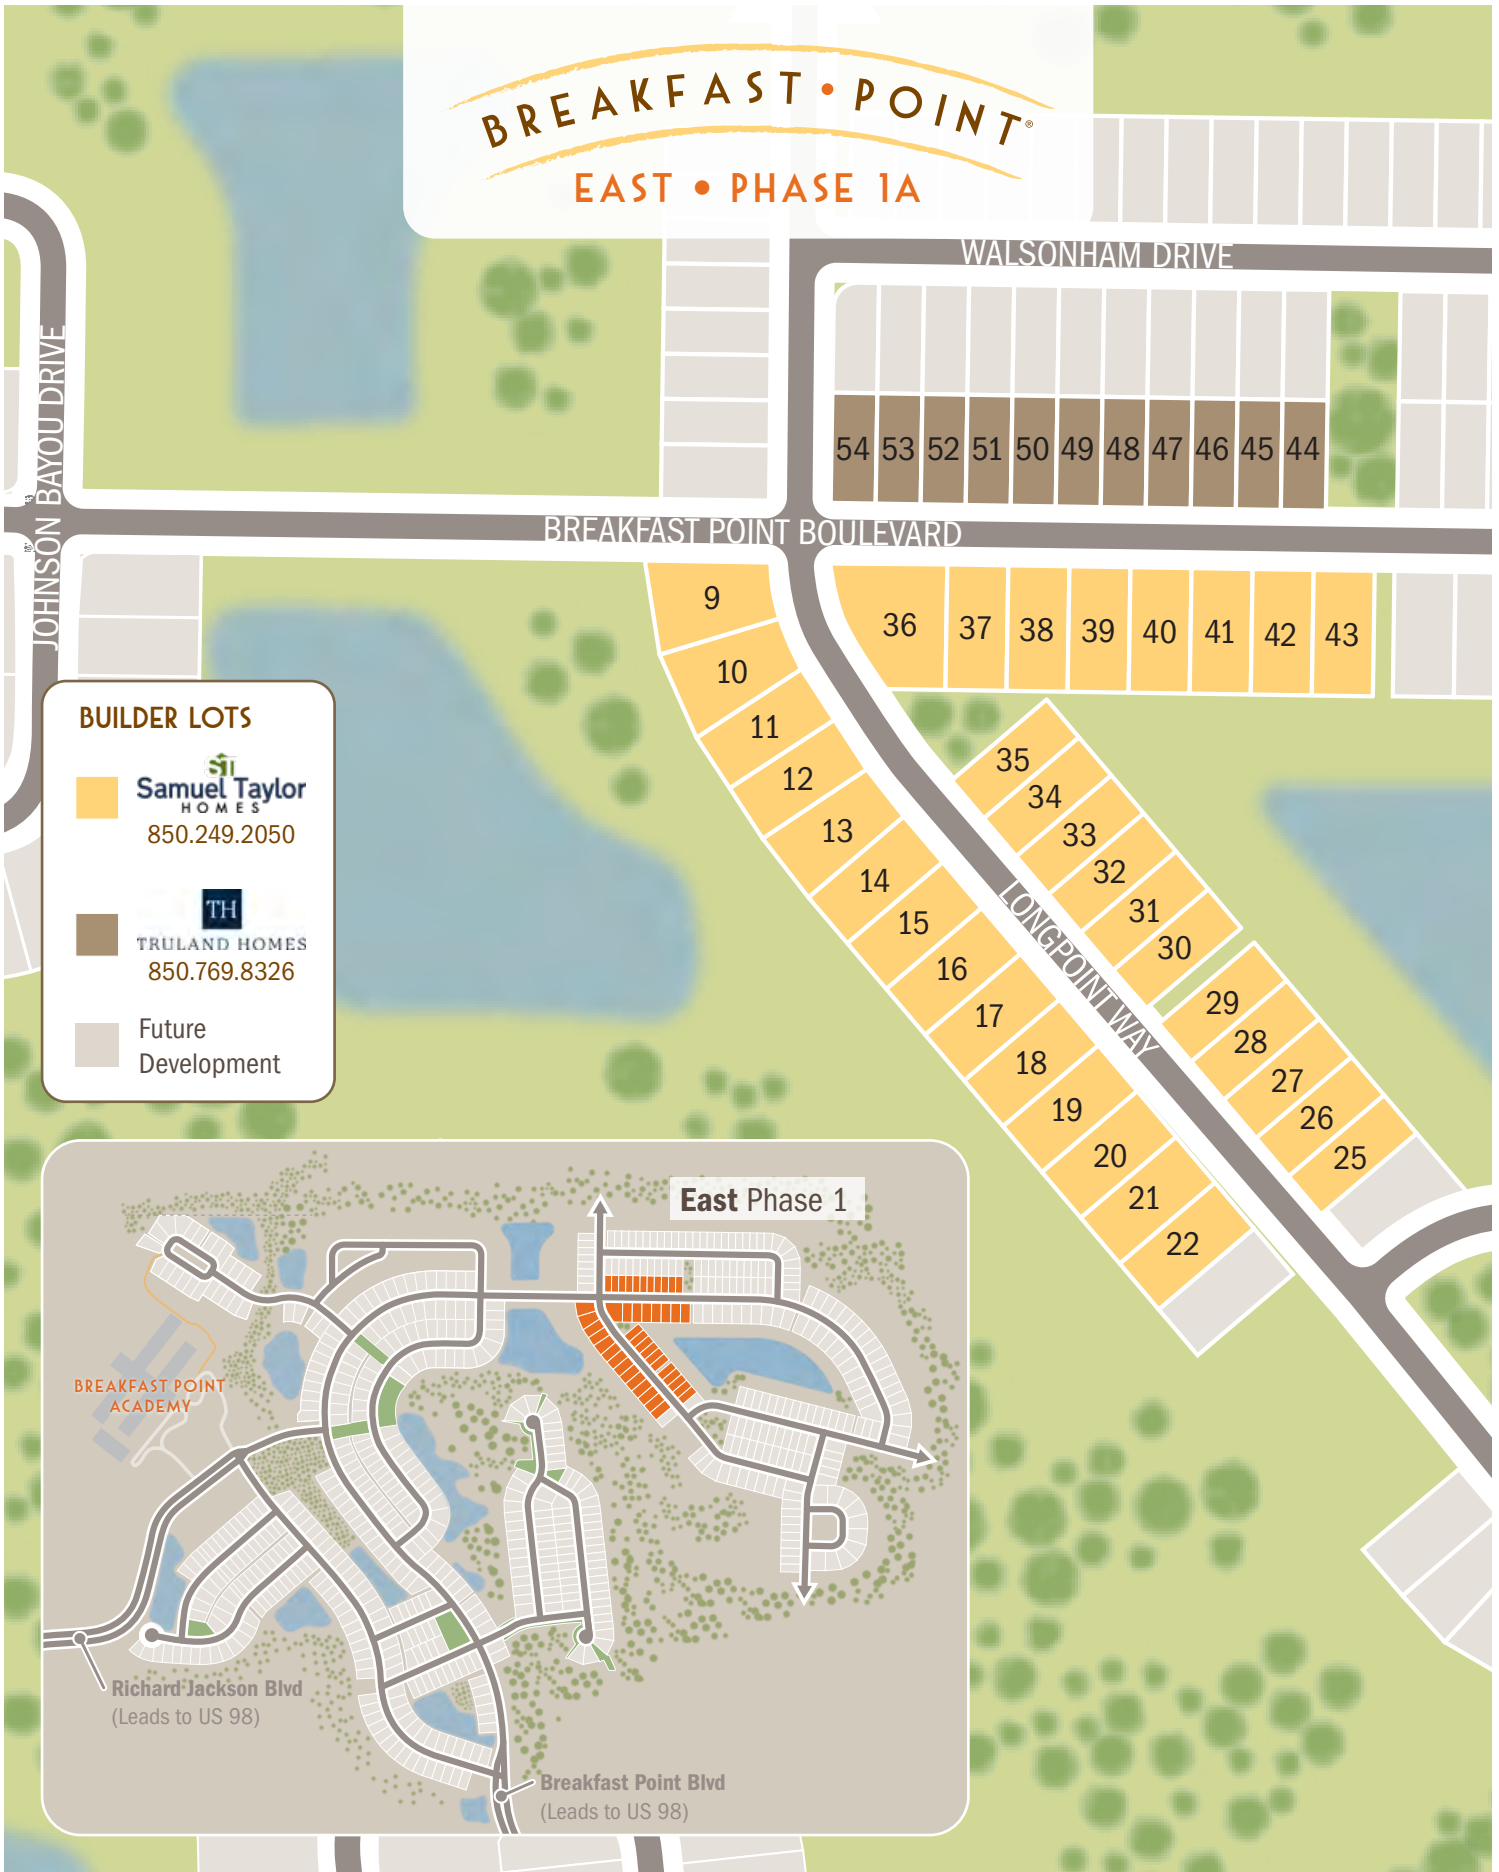 BREAKFAST • POINT®
EAST • PHASE 1A
WALSONHAM DRIVE
JOHNSON BAYOU DRIVE
54 53 52 51 50 49 48 47 46 45 44
BREAKFAST POINT BOULEVARD
9
36 37 38 39 40 41 42 43
10
11
12
13
14
15
16
17
18
19
20
21
22
35
34
33
32
31
30
29
28
27
26
25
LONGPOINT WAY
BUILDER LOTS
ST
Samuel Taylor
HOMES
850.249.2050
TH
TRULAND HOMES
850.769.8326
Future
Development
East Phase 1
BREAKFAST POINT
ACADEMY
Richard Jackson Blvd
(Leads to US 98)
Breakfast Point Blvd
(Leads to US 98)